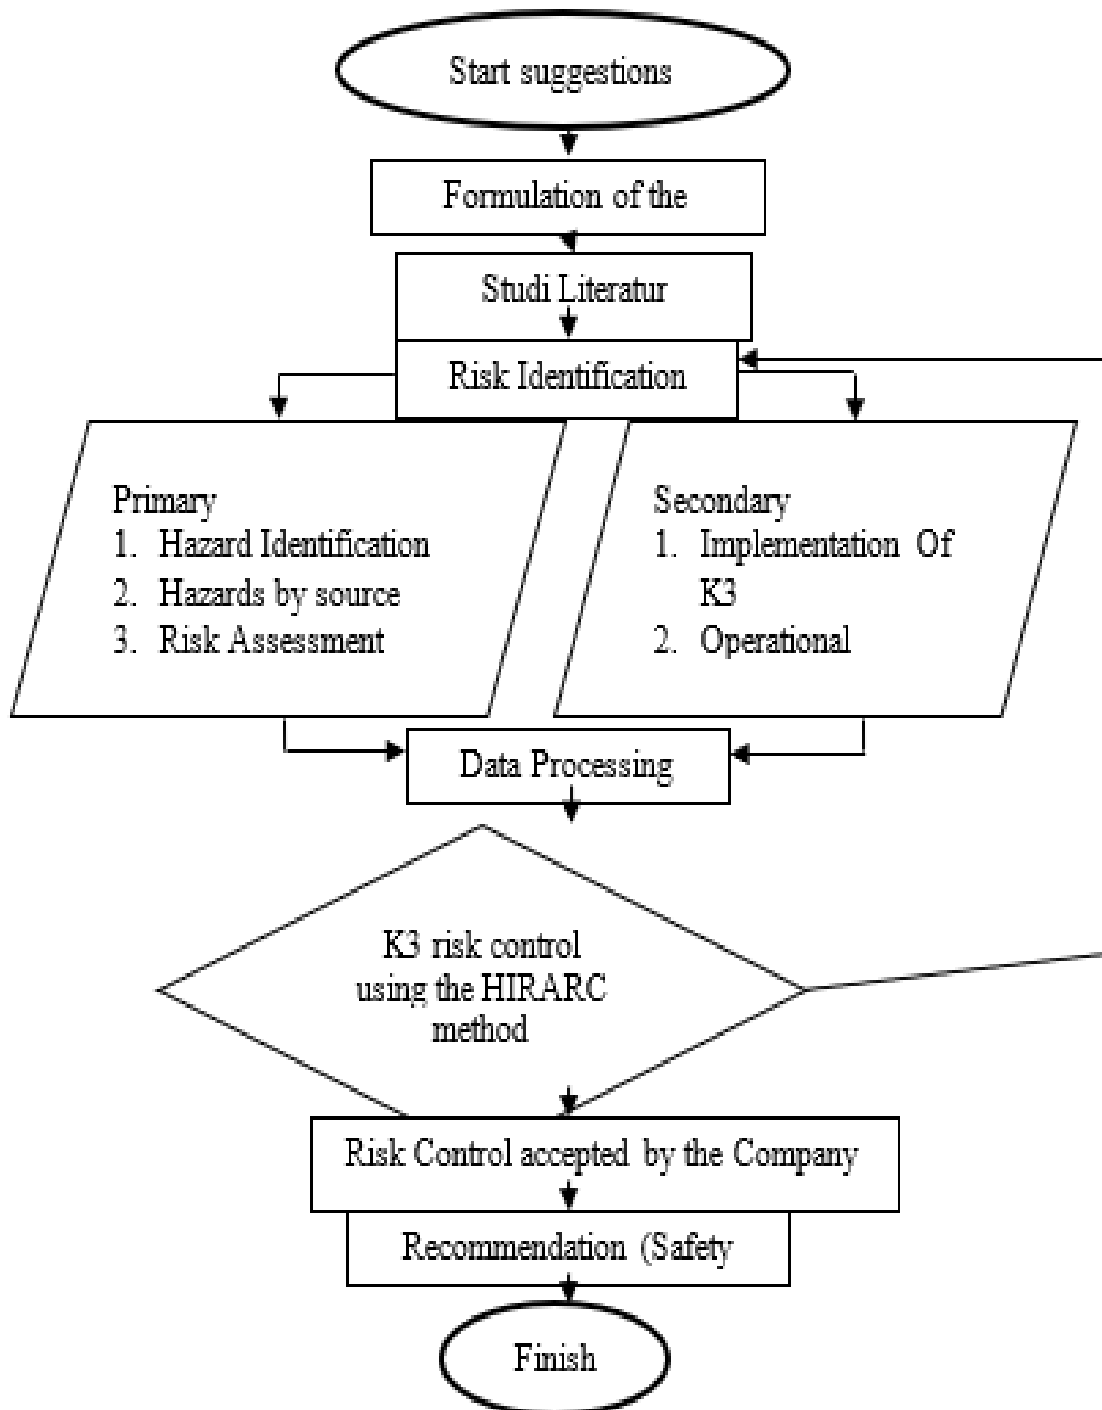 Start suggestions
Formulation of the
Studi Literatur
Risk Identification
Primary
1. Hazard Identification
2. Hazards by source
3. Risk Assessment
Secondary
1. Implementation Of
K3
2. Operational
Data Processing
K3 risk control
using the HIRARC
method
Risk Control accepted by the Company
Recommendation (Safety
Finish